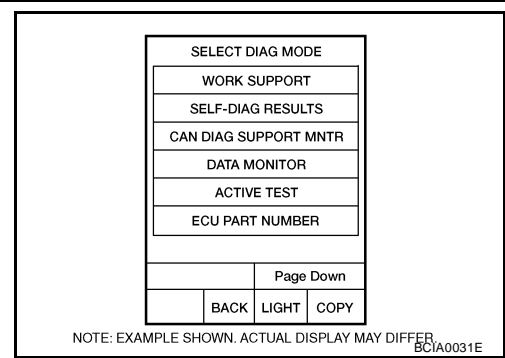 SELECT DIAG MODE
WORK SUPPORT
SELF-DIAG RESULTS
CAN DIAG SUPPORT MNTR
DATA MONITOR
ACTIVE TEST
ECU PART NUMBER
Page Down
BACK LIGHT COPY
NOTE: EXAMPLE SHOWN. ACTUAL DISPLAY MAY DIFFER.
BCIA0031E